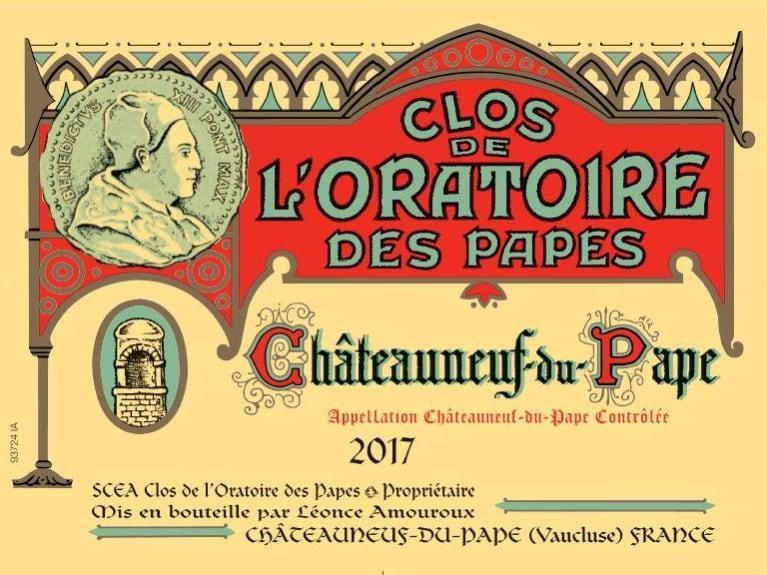 BENEDICTVS XIII PONT MAX
CLOS
DE
L'ORATOIRE
DES PAPES
Châteauneuf-du-Pape
Appellation Châteauneuf-du-Pape Contrôlée
2017
SCEA Clos de l'Oratoire des Papes Propriétaire
Mis en bouteille par Léonce Amouroux
CHÂTEAUNEUF-DU-PAPE (Vaucluse) FRANCE
93724 IA